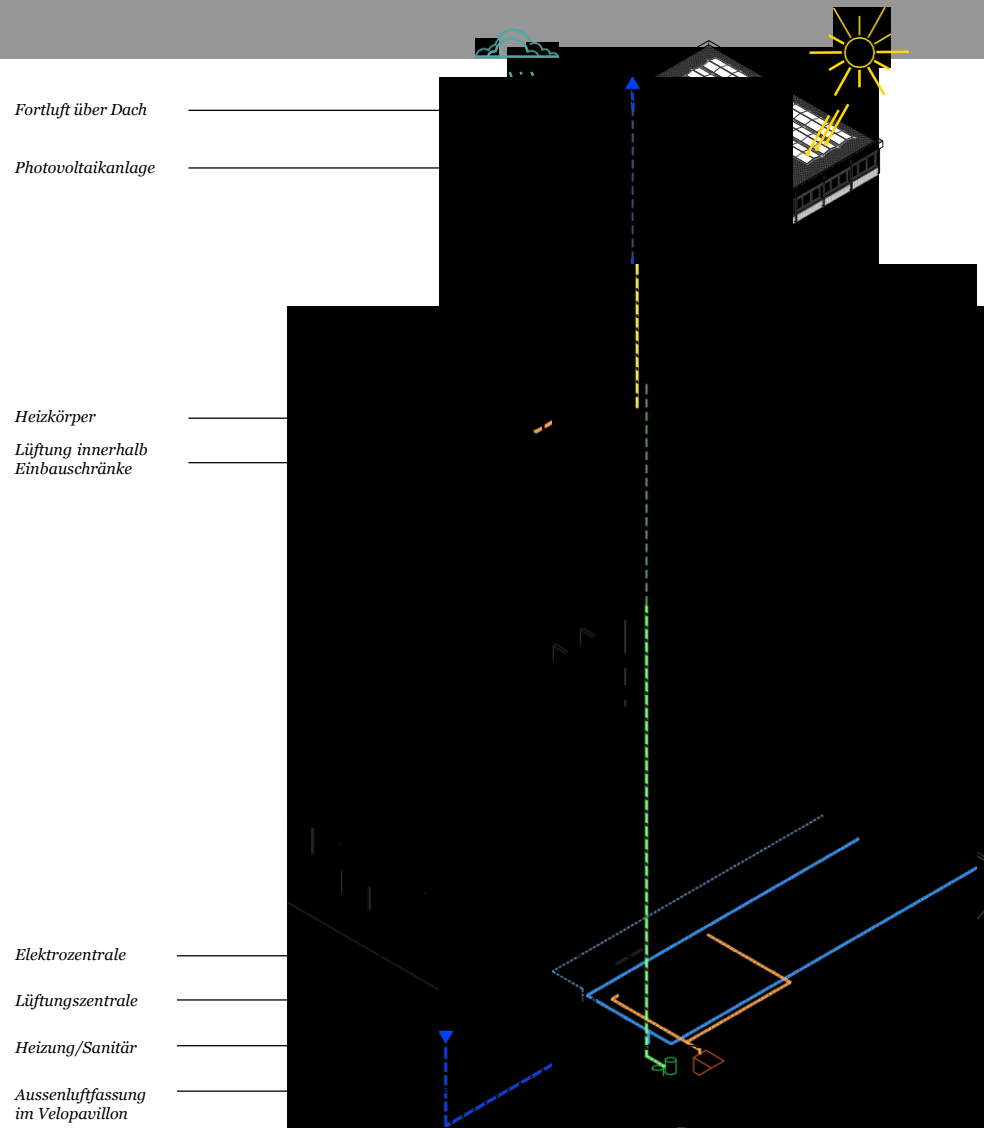 Fortluft über Dach
Photovoltaikanlage
Heizkörper
Lüftung innerhalb
Einbauschränke
Elektrozentrale
Lüftungszentrale
Heizung/Sanitär
Aussenluftfassung
im Velopavillon